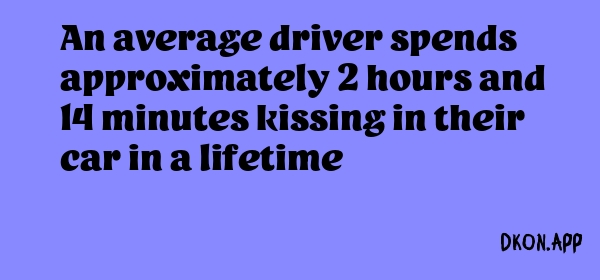 An average driver spends
approximately 2 hours and
14 minutes kissing in their
car in a lifetime
DKON.APP